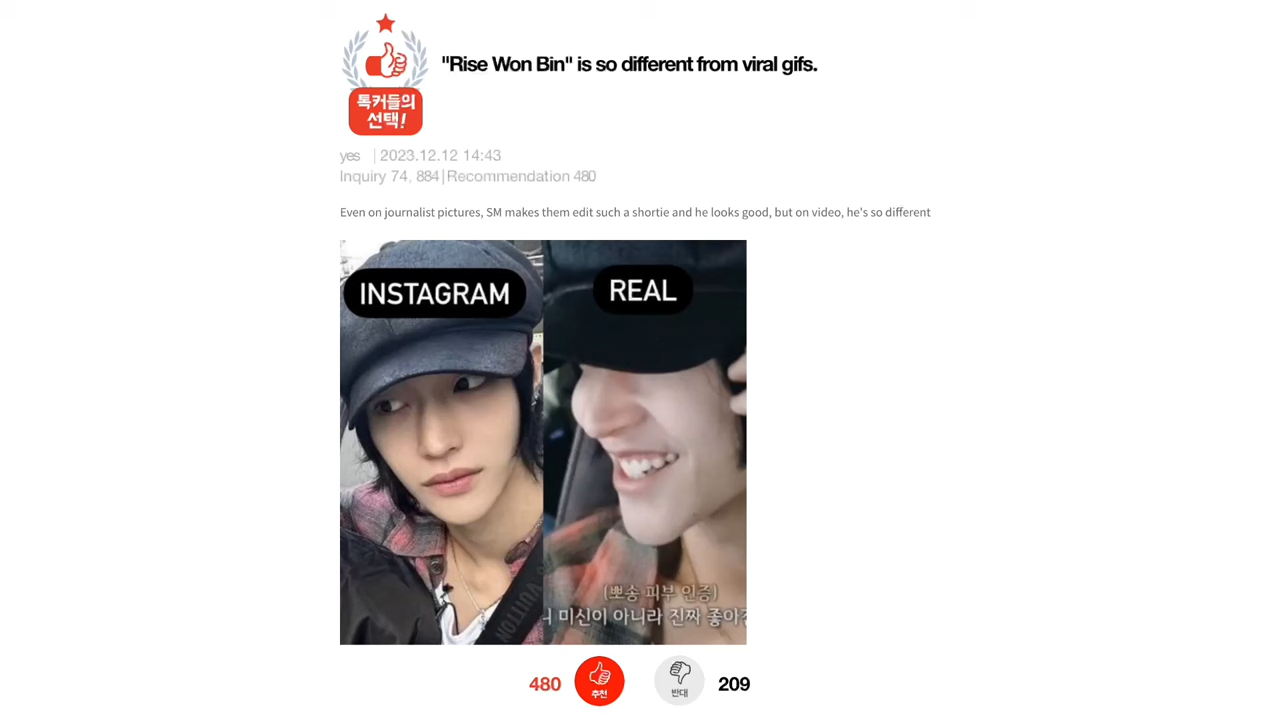 톡커들의
선택!
"Rise Won Bin" is so different from viral gifs.
yes | 2023.12.12 14:43
Inquiry 74, 884|Recommendation 480
Even on journalist pictures, SM makes them edit such a shortie and he looks good, but on video, he's so different
INSTAGRAM
REAL
VUITTON
(뽀송 피부 인증)
미신이 아니라 진짜
480
추천
반대
209